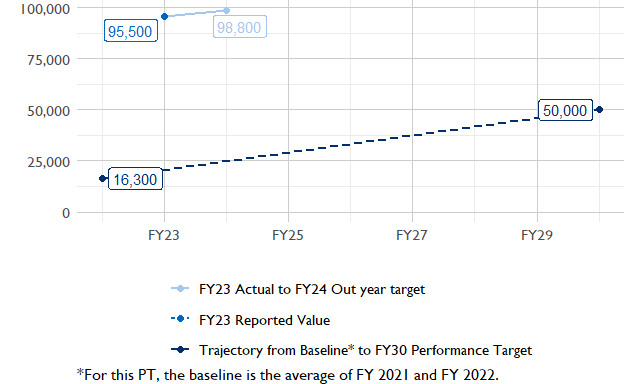 100,000
95,500
98,800
75,000
50,000
50,000
25,000
16,300
0
FY23 FY25 FY27 FY29
FY23 Actual to FY24 Out year target
FY23 Reported Value
Trajectory from Baseline* to FY30 Performance Target
*For this PT, the baseline is the average of FY 2021 and FY 2022.